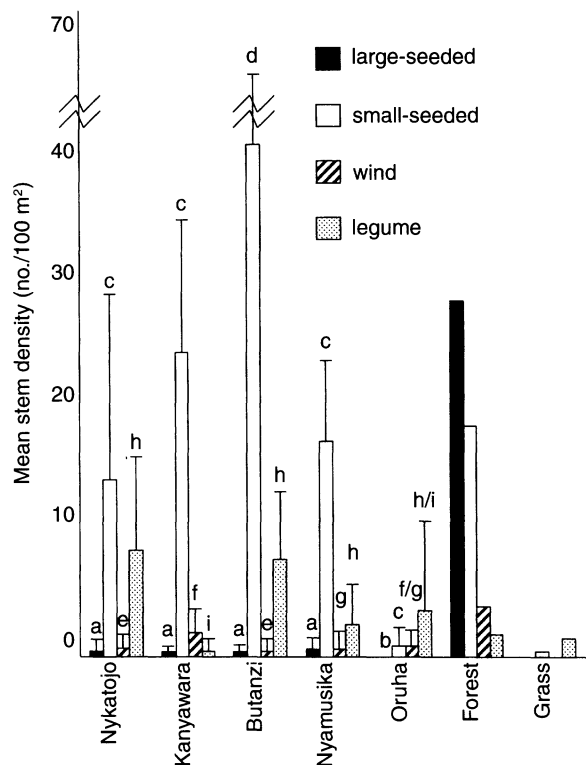 70
40
30
20
10
0
Mean stem density (no./100 m²)
large-seeded
small-seeded
wind
legume
a
c
e
h
a
c
f
i
a
d
e
h
a
c
g
h
b
c
f/g
h/i
Nykatojo
Kanyawara
Butanzi
Nyamusika
Oruha
Forest
Grass